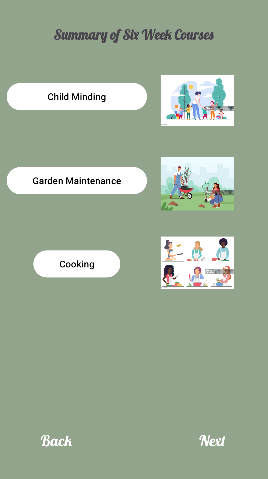 Summary of Six Week Courses
Child Minding
Garden Maintenance
Cooking
Back
Next